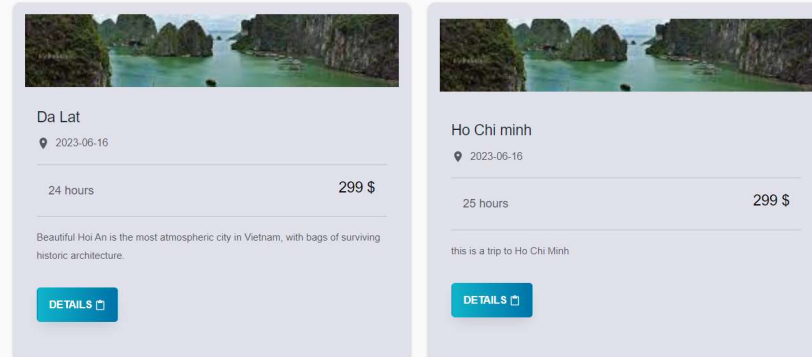 Da Lat
2023-06-16
24 hours
299 $
Beautiful Hoi An is the most atmospheric city in Vietnam, with bags of surviving
historic architecture.
DETAILS
Ho Chi minh
2023-06-16
25 hours
299 $
this is a trip to Ho Chi Minh
DETAILS